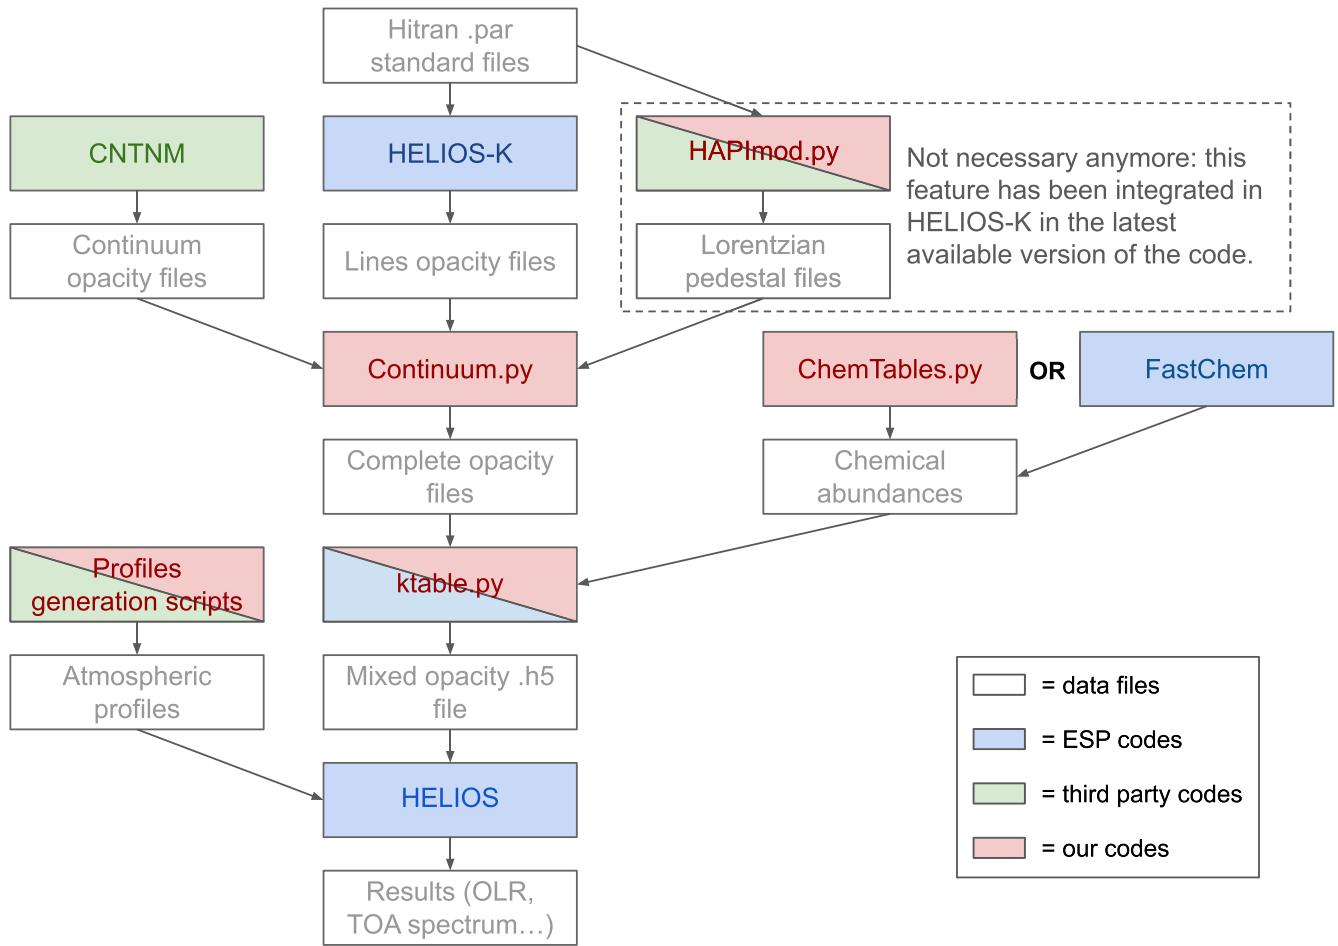 Hitran .par
standard files
CNTNM
HELIOS-K
HAPImod.py
Not necessary anymore: this
feature has been integrated in
HELIOS-K in the latest
available version of the code.
Continuum
opacity files
Lines opacity files
Lorentzian
pedestal files
Continuum.py
ChemTables.py
OR
FastChem
Complete opacity
files
Chemical
abundances
Profiles
generation scripts
ktable.py
Atmospheric
profiles
Mixed opacity .h5
file
HELIOS
Results (OLR,
TOA spectrum…)
= data files
= ESP codes
= third party codes
= our codes